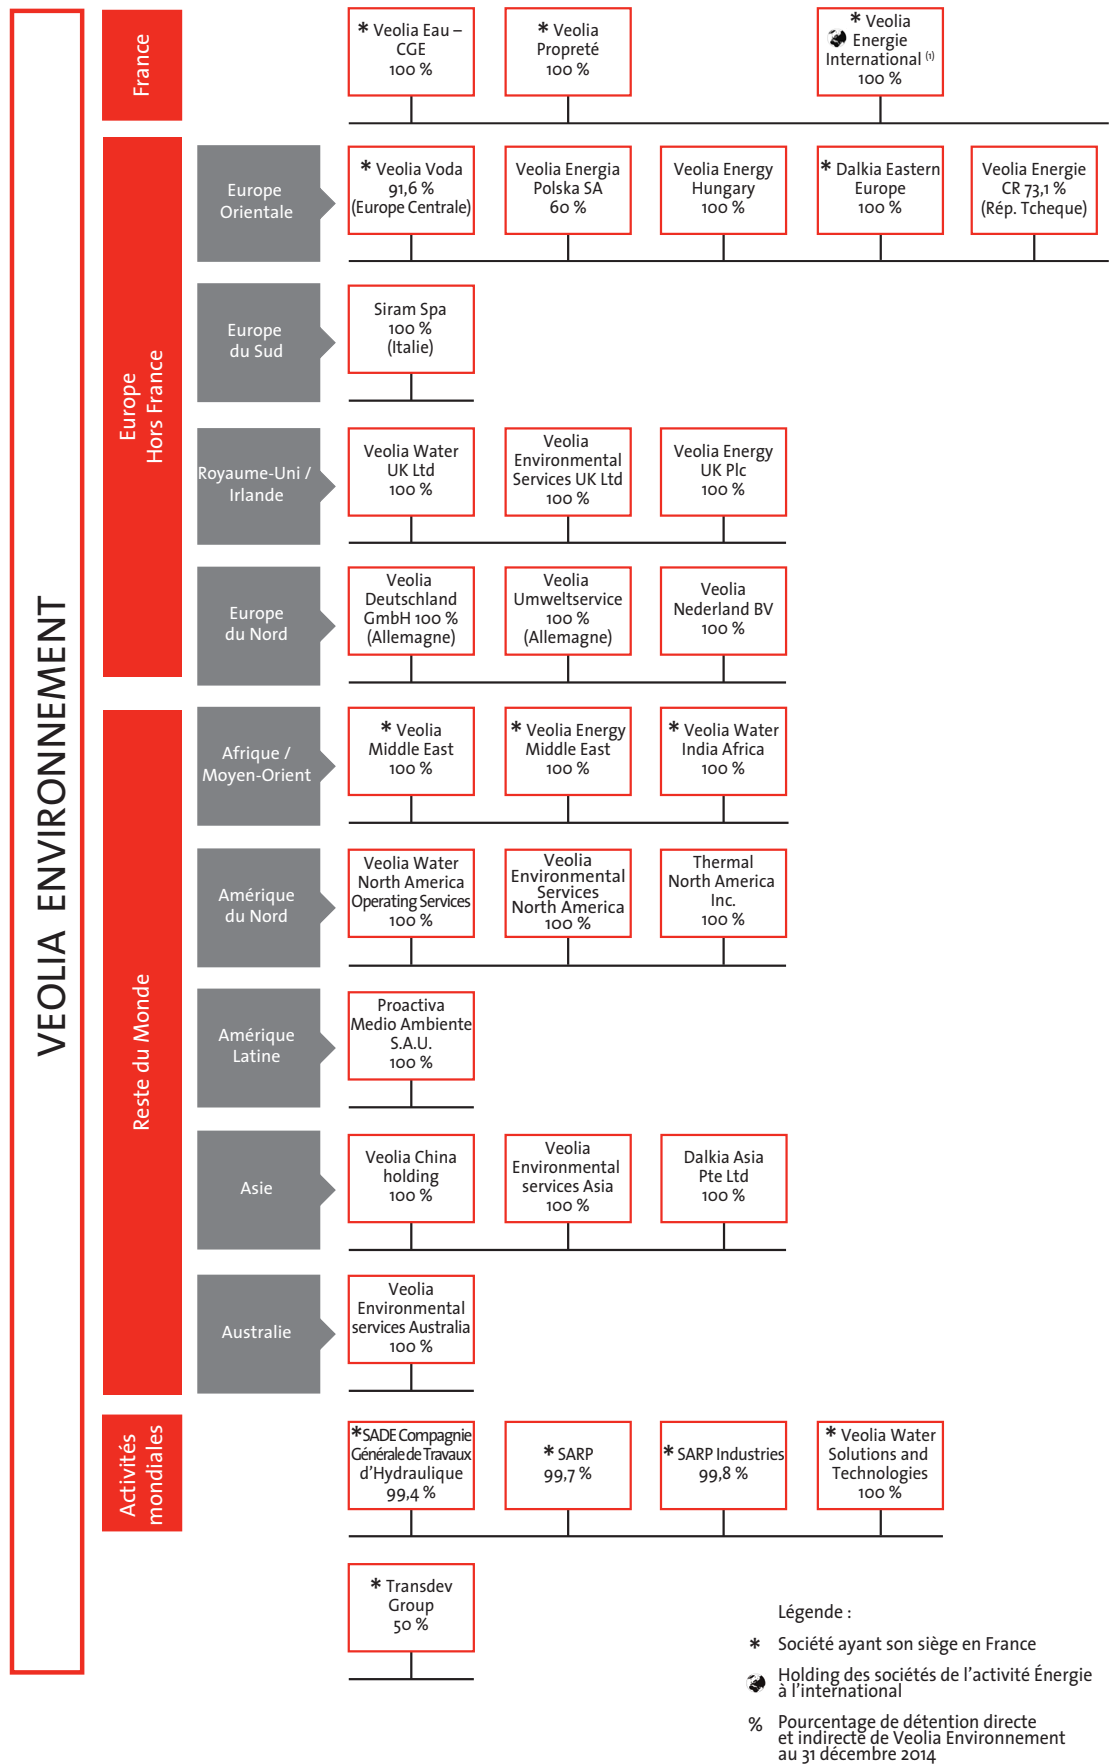 VEOLIA ENVIRONNEMENT
France
* Veolia Eau –
CGE
100 %
* Veolia
Propreté
100 %
* Veolia
Energie
International (1)
100 %
Europe
Hors France
Europe
Orientale
* Veolia Voda
91,6 %
(Europe Centrale)
Veolia Energia
Polska SA
60 %
Veolia Energy
Hungary
100 %
* Dalkia Eastern
Europe
100 %
Veolia Energie
CR 73,1 %
(Rép. Tcheque)
Europe
du Sud
Siram Spa
100 %
(Italie)
Royaume-Uni /
Irlande
Veolia Water
UK Ltd
100 %
Veolia
Environmental
Services UK Ltd
100 %
Veolia Energy
UK Plc
100 %
Europe
du Nord
Veolia
Deutschland
GmbH 100 %
(Allemagne)
Veolia
Umweltservice
100 %
(Allemagne)
Veolia
Nederland BV
100 %
Reste du Monde
Afrique /
Moyen-Orient
* Veolia
Middle East
100 %
* Veolia Energy
Middle East
100 %
* Veolia Water
India Africa
100 %
Amérique
du Nord
Veolia Water
North America
Operating Services
100 %
Veolia
Environmental
Services
North America
100 %
Thermal
North America
Inc.
100 %
Amérique
Latine
Proactiva
Medio Ambiente
S.A.U.
100 %
Asie
Veolia China
holding
100 %
Veolia
Environmental
services Asia
100 %
Dalkia Asia
Pte Ltd
100 %
Australie
Veolia
Environmental
services Australia
100 %
Activités
mondiales
* SADE Compagnie
Générale de Travaux
d'Hydraulique
99,4 %
* SARP
99,7 %
* SARP Industries
99,8 %
* Veolia Water
Solutions and
Technologies
100 %
* Transdev
Group
50 %
Légende :
* Société ayant son siège en France
Holding des sociétés de l'activité Énergie
à l'international
% Pourcentage de détention directe
et indirecte de Veolia Environnement
au 31 décembre 2014